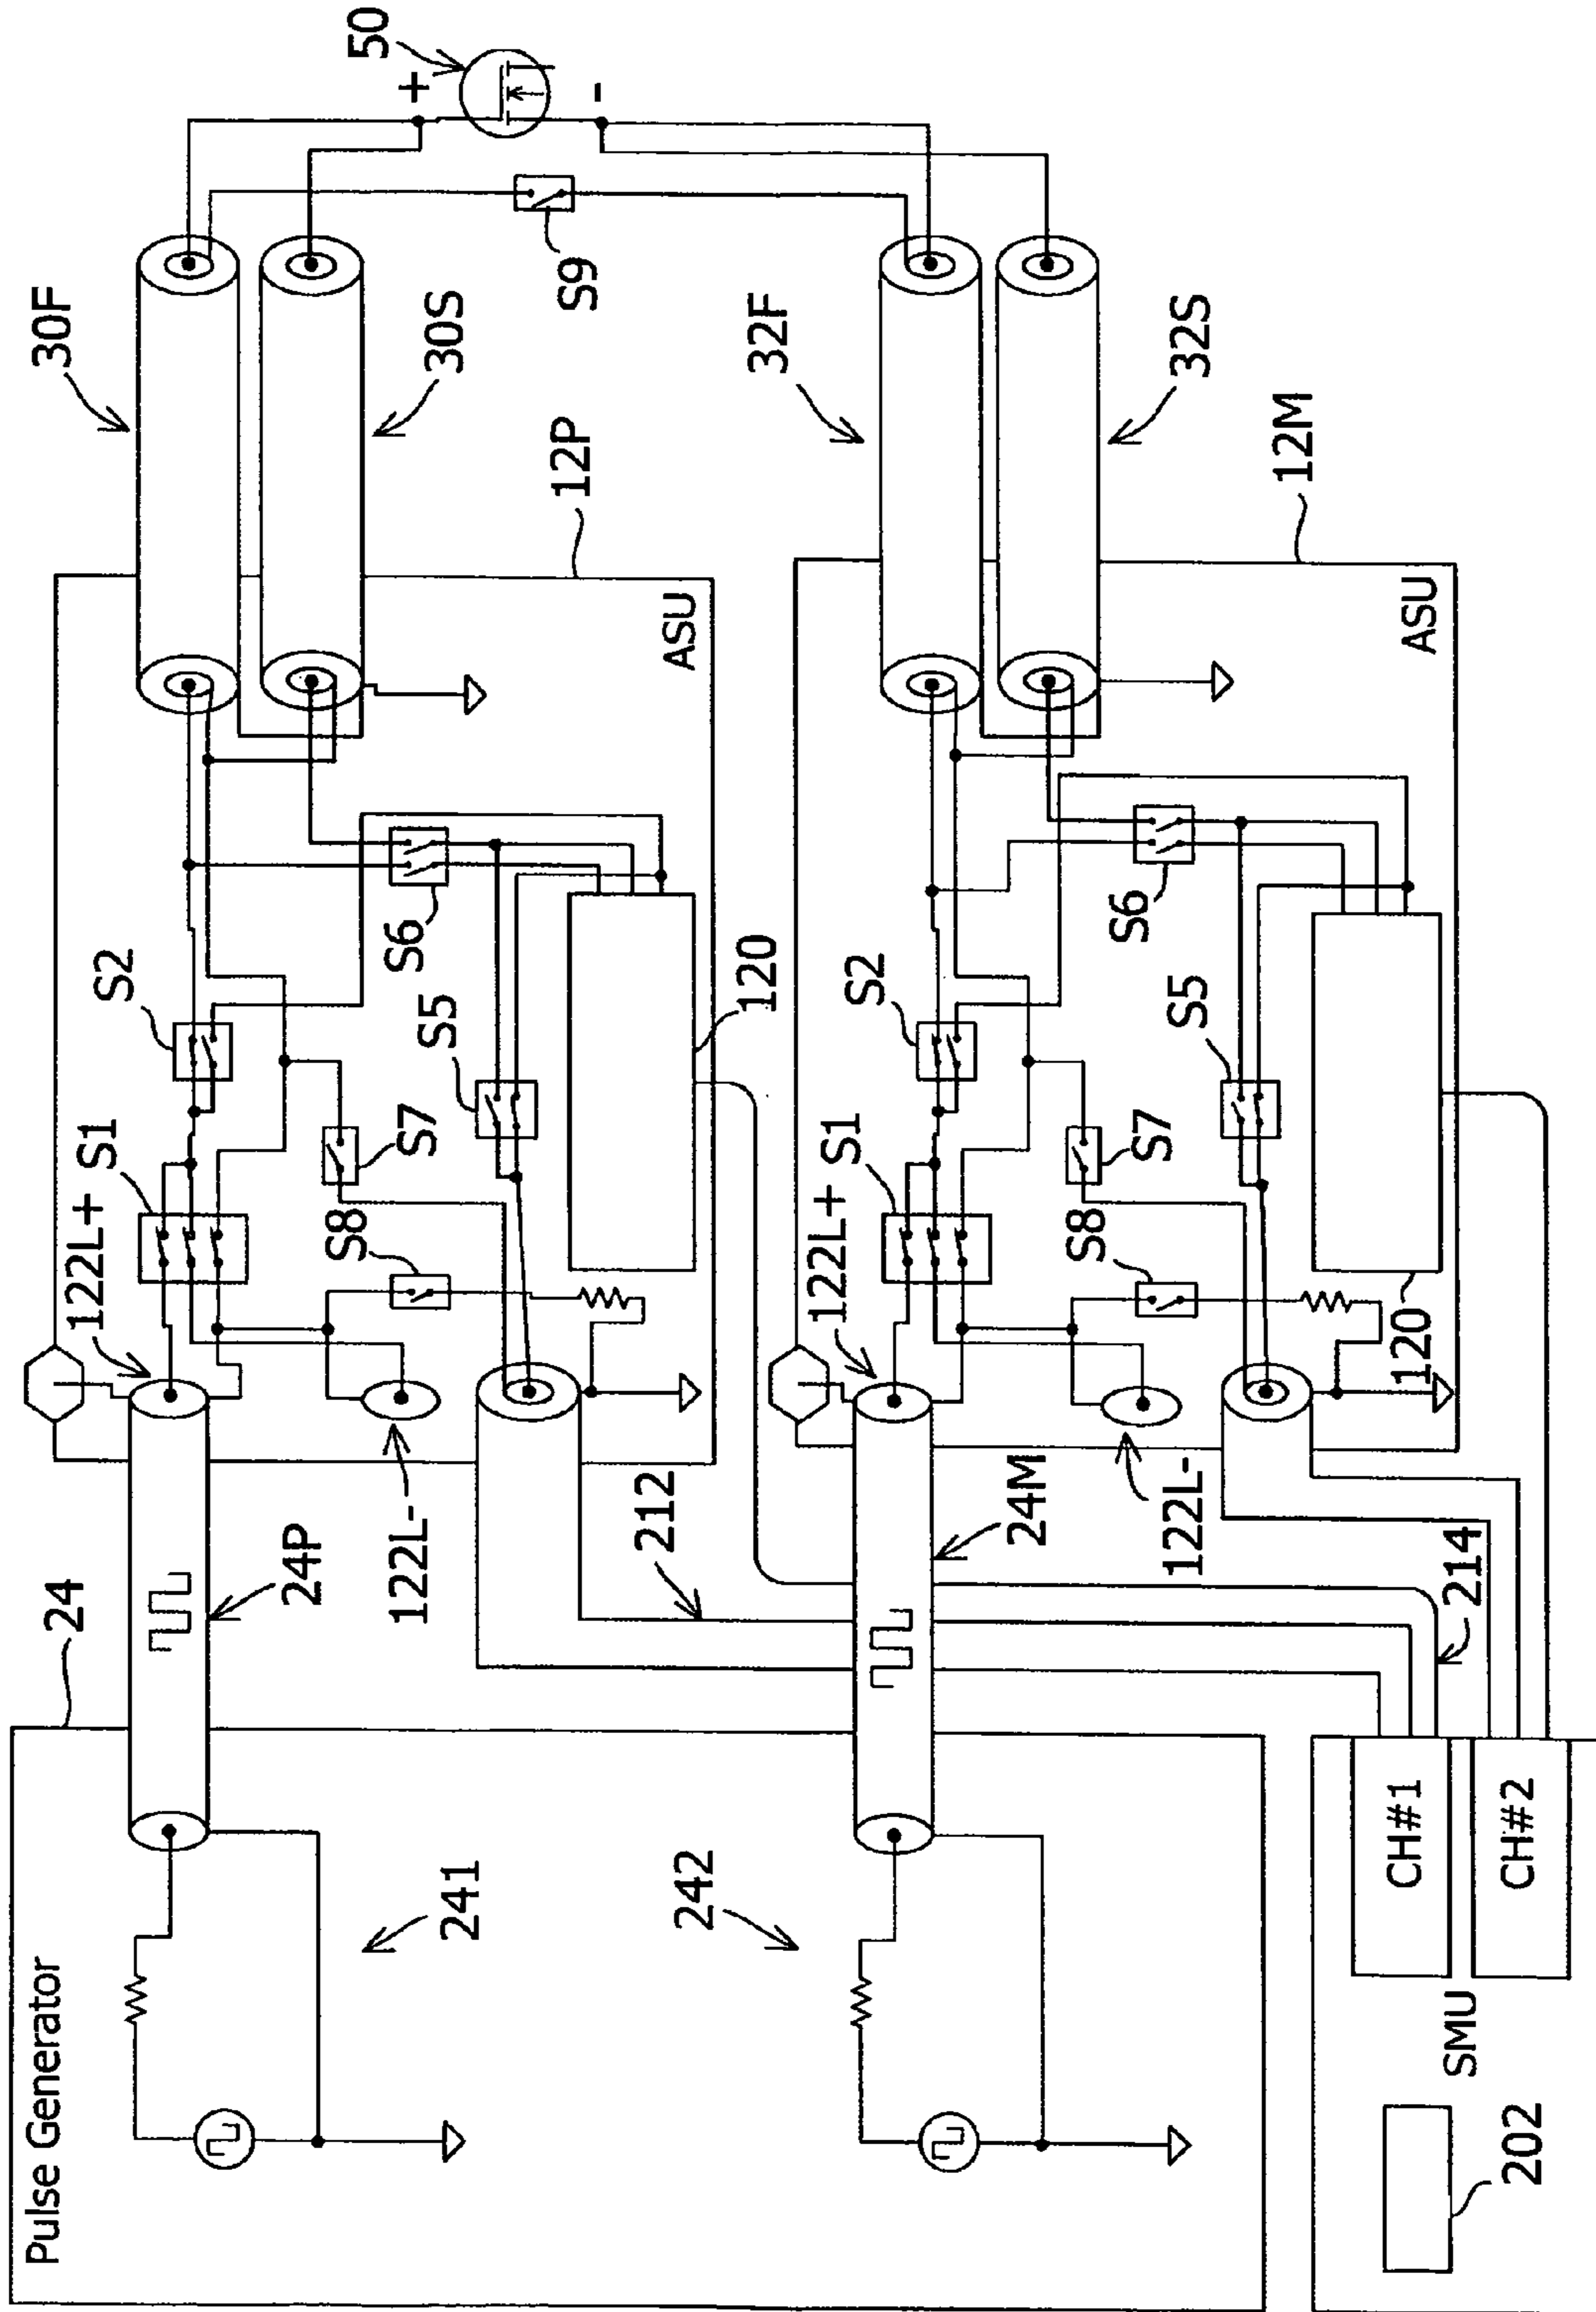 Pulse Generator
24
241
242
24P
24M
122L+
122L-
S1
S2
S8
S7
S5
S6
120
212
ASU
12P
30F
30S
50
+
-
S9
32F
32S
12M
ASU
122L+
122L-
S1
S2
S8
S7
S5
S6
120
214
CH#1
CH#2
SMU
202